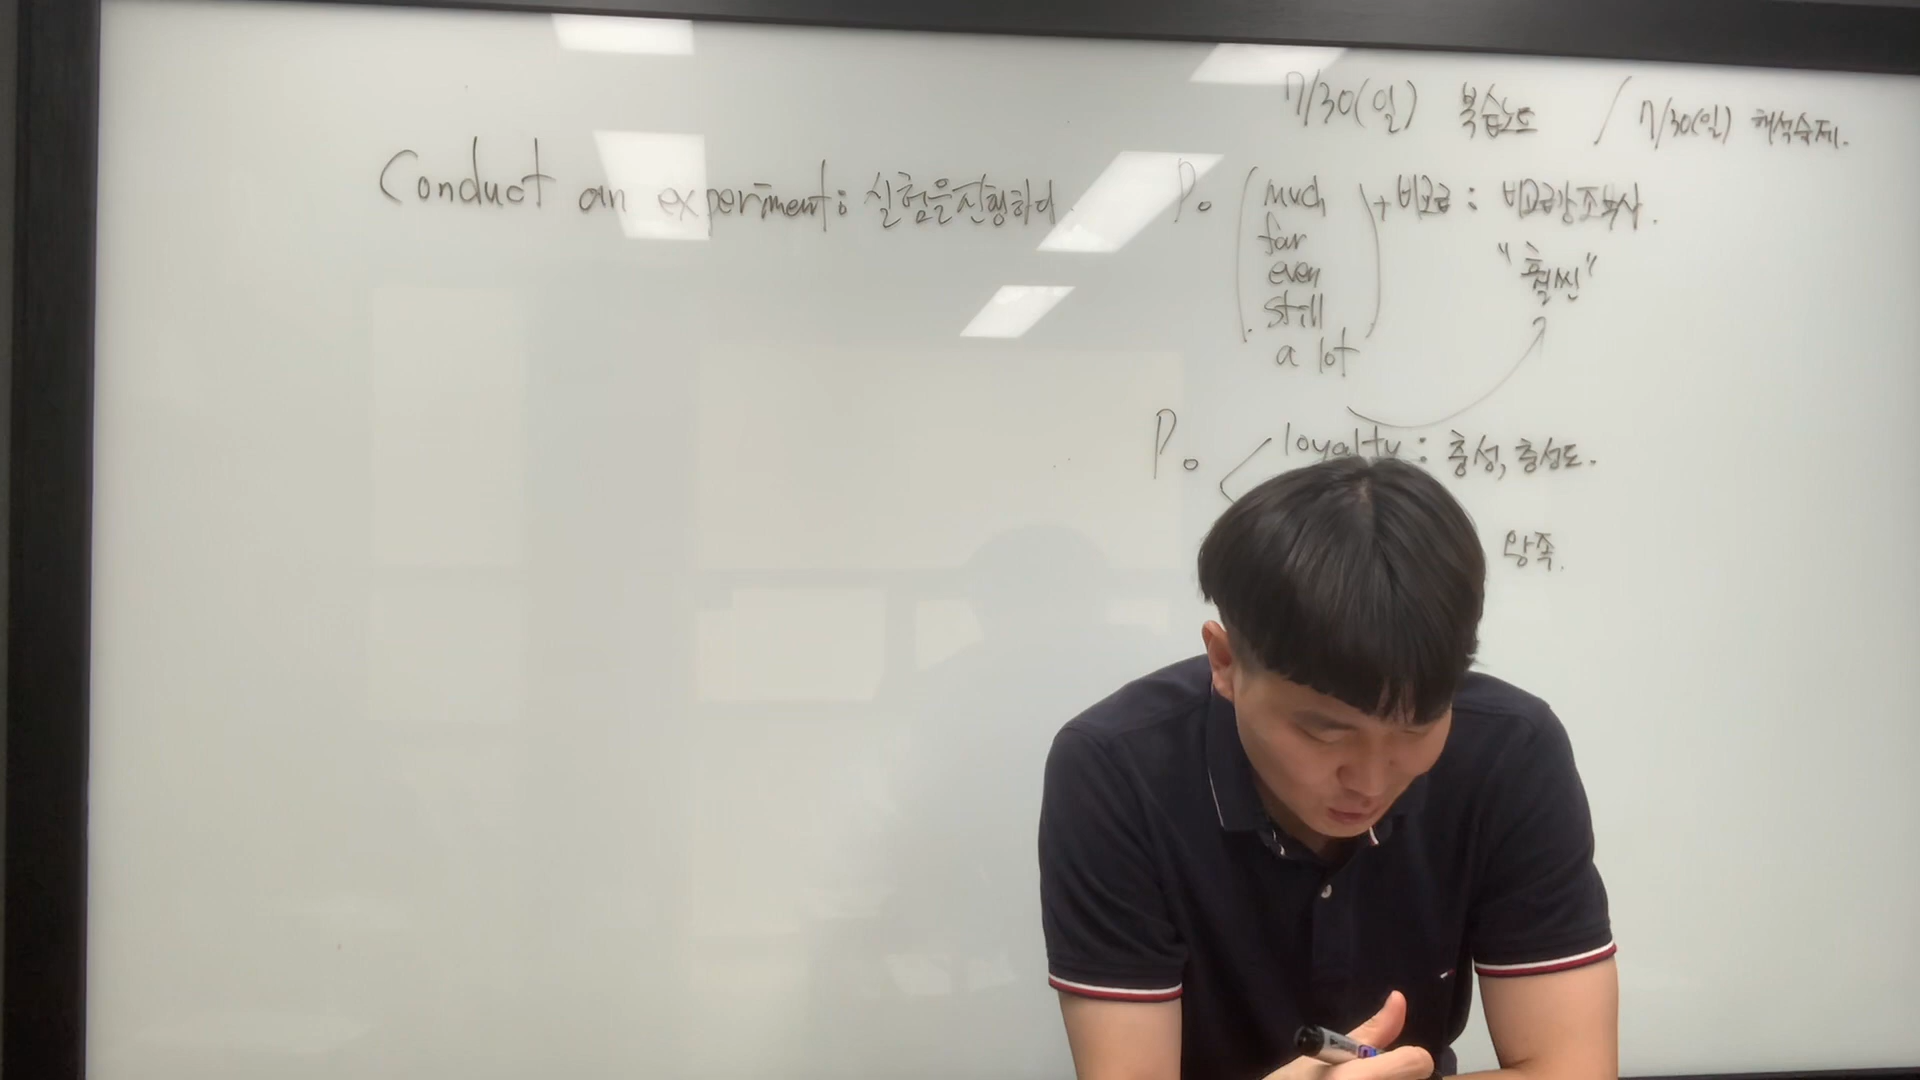 7/30(일) 복습노트 / 7/30(일) 해석숙제.
Conduct an experiment : 실험을 진행하다.
P. (much far even still a lot) + 비교급 : 비교급강조부사.
"훨씬"
P. loyalty : 충성, 충성도.
왕족.